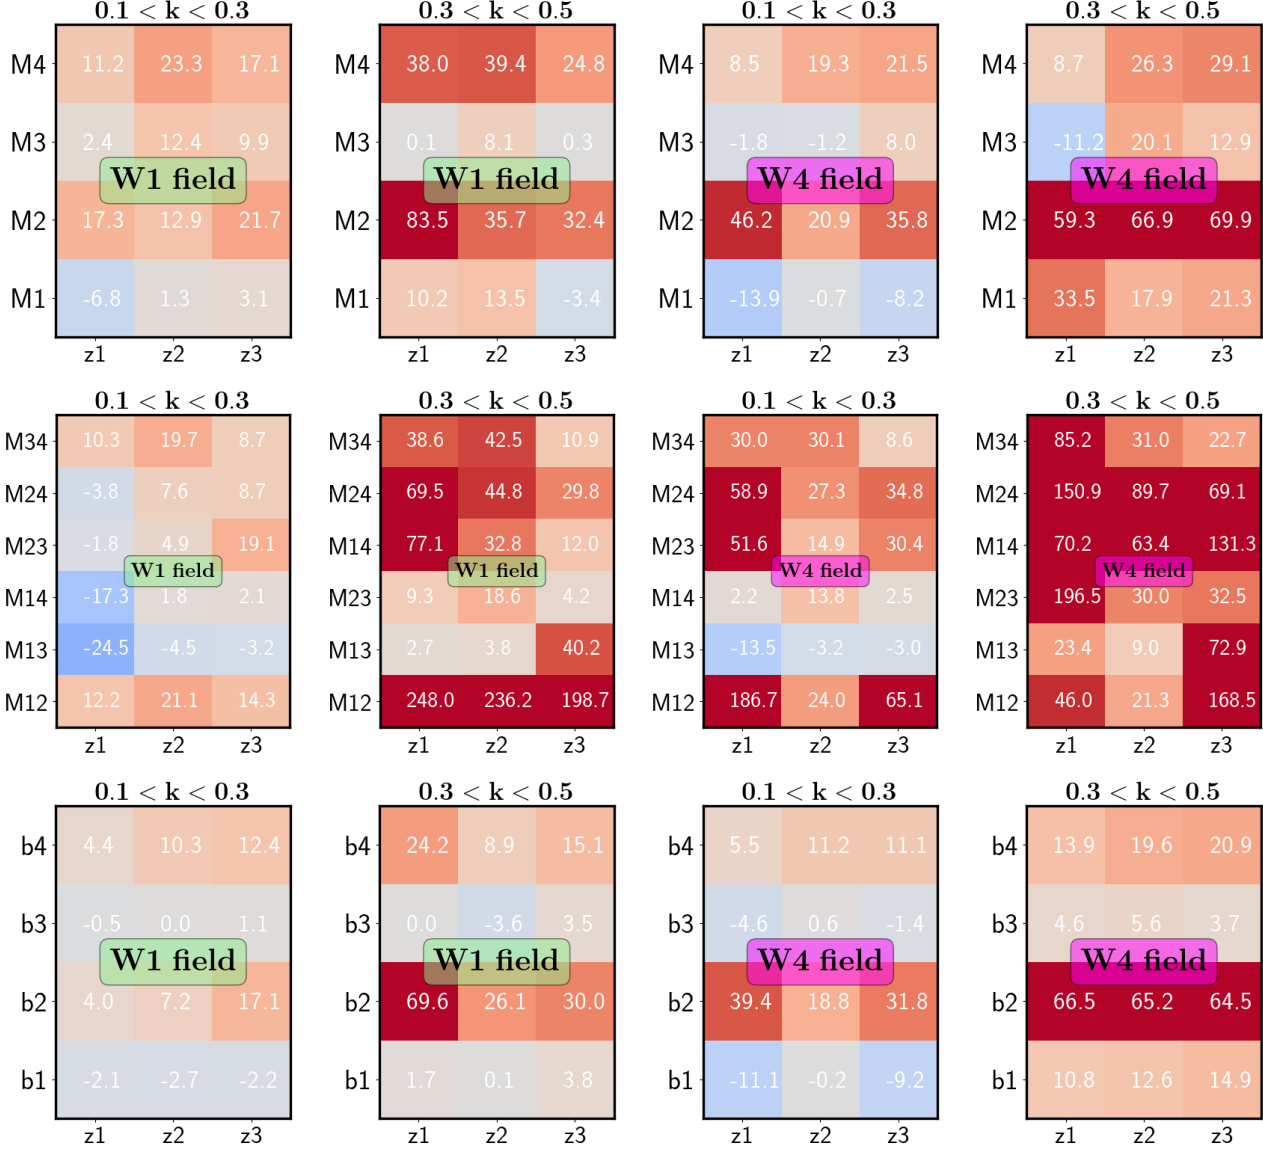 0.1 < k < 0.3
0.3 < k < 0.5
0.1 < k < 0.3
0.3 < k < 0.5
M4 11.2 23.3 17.1
M3 2.4 12.4 9.9
W1 field
M2 17.3 12.9 21.7
M1 -6.8 1.3 3.1
z1 z2 z3
M4 38.0 39.4 24.8
M3 0.1 8.1 0.3
W1 field
M2 83.5 35.7 32.4
M1 10.2 13.5 -3.4
z1 z2 z3
M4 8.5 19.3 21.5
M3 -1.8 -1.2 8.0
W4 field
M2 46.2 20.9 35.8
M1 -13.9 -0.7 -8.2
z1 z2 z3
M4 8.7 26.3 29.1
M3 -11.2 20.1 12.9
W4 field
M2 59.3 66.9 69.9
M1 33.5 17.9 21.3
z1 z2 z3
0.1 < k < 0.3
0.3 < k < 0.5
0.1 < k < 0.3
0.3 < k < 0.5
M34 10.3 19.7 8.7
M24 -3.8 7.6 8.7
M23 -1.8 4.9 19.1
W1 field
M14 -17.3 1.8 2.1
M13 -24.5 -4.5 -3.2
M12 12.2 21.1 14.3
z1 z2 z3
M34 38.6 42.5 10.9
M24 69.5 44.8 29.8
M14 77.1 32.8 12.0
W1 field
M23 9.3 18.6 4.2
M13 2.7 3.8 40.2
M12 248.0 236.2 198.7
z1 z2 z3
M34 30.0 30.1 8.6
M24 58.9 27.3 34.8
M23 51.6 14.9 30.4
W4 field
M14 2.2 13.8 2.5
M13 -13.5 -3.2 -3.0
M12 186.7 24.0 65.1
z1 z2 z3
M34 85.2 31.0 22.7
M24 150.9 89.7 69.1
M14 70.2 63.4 131.3
W4 field
M23 196.5 30.0 32.5
M13 23.4 9.0 72.9
M12 46.0 21.3 168.5
z1 z2 z3
0.1 < k < 0.3
0.3 < k < 0.5
0.1 < k < 0.3
0.3 < k < 0.5
b4 4.4 10.3 12.4
b3 -0.5 0.0 1.1
W1 field
b2 4.0 7.2 17.1
b1 -2.1 -2.7 -2.2
z1 z2 z3
b4 24.2 8.9 15.1
b3 0.0 -3.6 3.5
W1 field
b2 69.6 26.1 30.0
b1 1.7 0.1 3.8
z1 z2 z3
b4 5.5 11.2 11.1
b3 -4.6 0.6 -1.4
W4 field
b2 39.4 18.8 31.8
b1 -11.1 -0.2 -9.2
z1 z2 z3
b4 13.9 19.6 20.9
b3 4.6 5.6 3.7
W4 field
b2 66.5 65.2 64.5
b1 10.8 12.6 14.9
z1 z2 z3